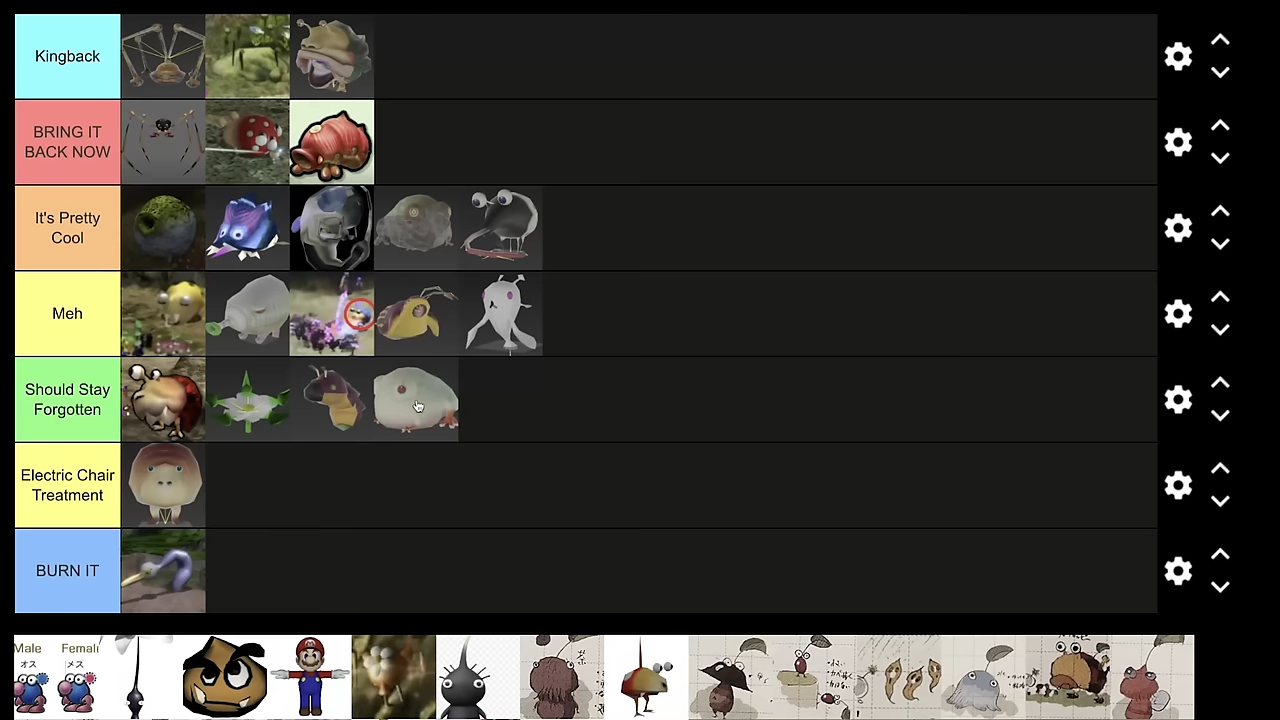 Kingback
BRING IT
BACK NOW
It's Pretty
Cool
Meh
Should Stay
Forgotten
Electric Chair
Treatment
BURN IT
Male Femal
オス メス